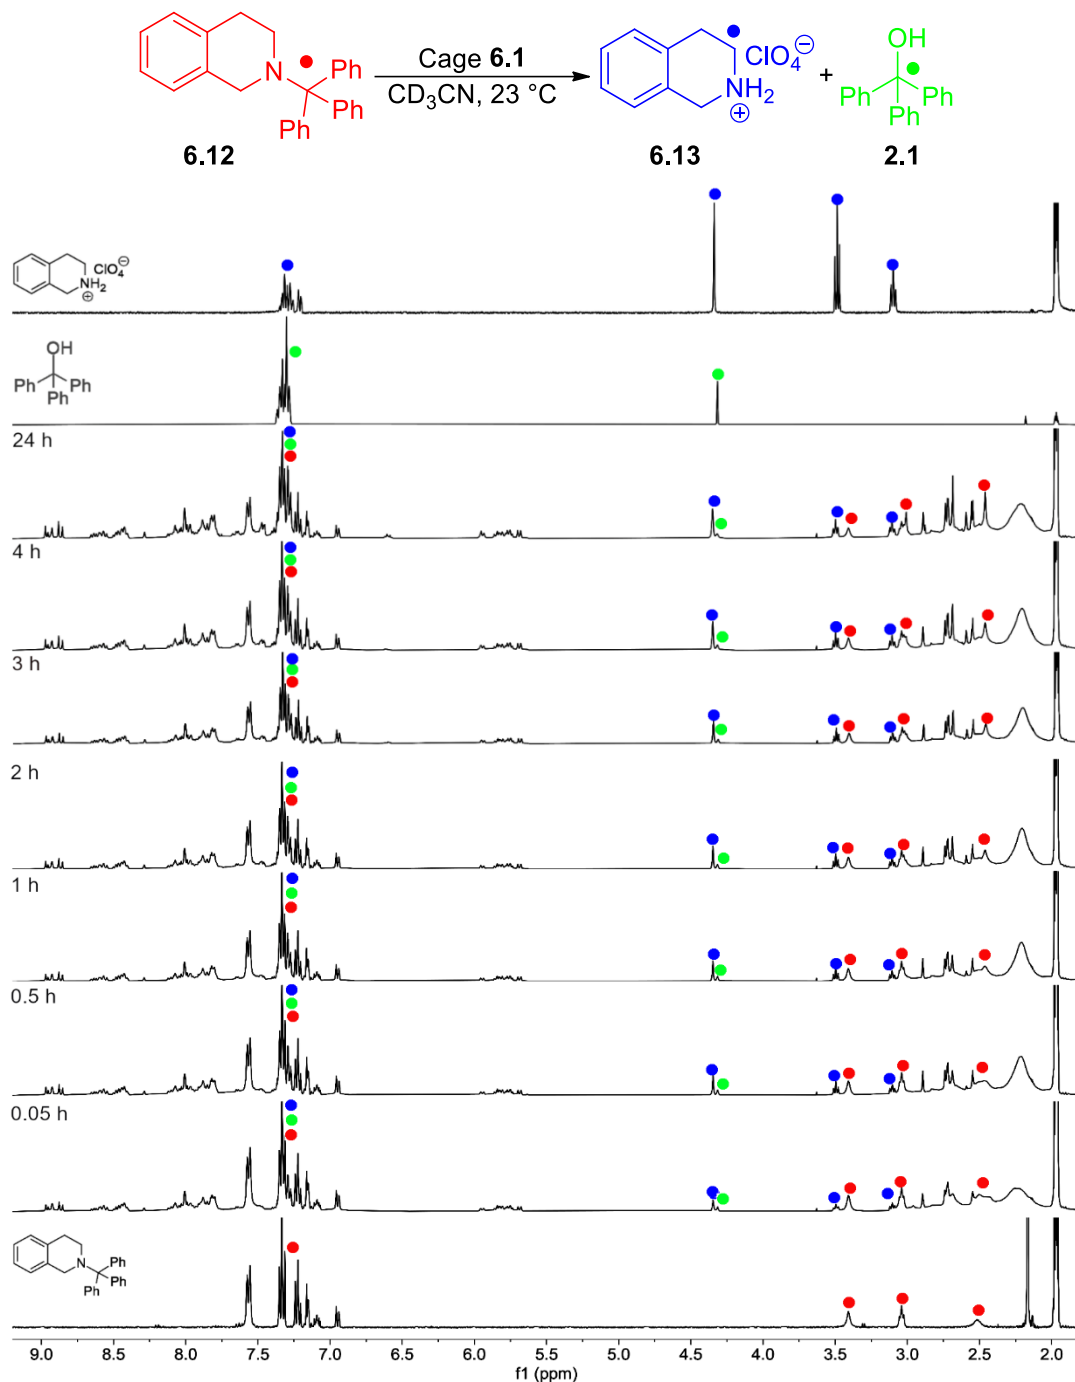 N
Ph
Ph
Ph
6.12
Cage 6.1
CD₃CN, 23 °C
ClO₄⊖
NH₂
⊕
6.13
+
OH
Ph
Ph
Ph
2.1
ClO₄⊖
NH₂
⊕
OH
Ph
Ph
Ph
24 h
4 h
3 h
2 h
1 h
0.5 h
0.05 h
N
Ph
Ph
Ph
9.0 8.5 8.0 7.5 7.0 6.5 6.0 5.5 5.0 4.5 4.0 3.5 3.0 2.5 2.0
f1 (ppm)